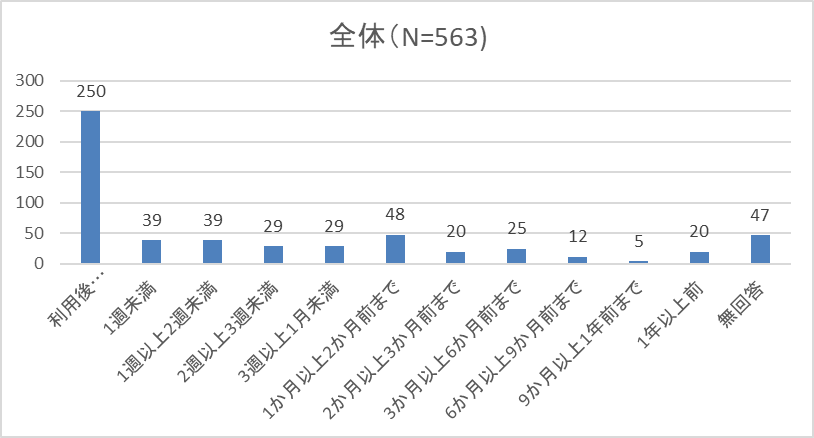 全体（N=563)
300
250
200
150
100
50
0
250
39
39
29
29
48
20
25
12
5
20
47
利用後…
1週未満
1週以上2週未満
2週以上3週未満
3週以上1月未満
1か月以上2か月前まで
2か月以上3か月前まで
3か月以上6か月前まで
6か月以上9か月前まで
9か月以上1年前まで
1年以上前
無回答